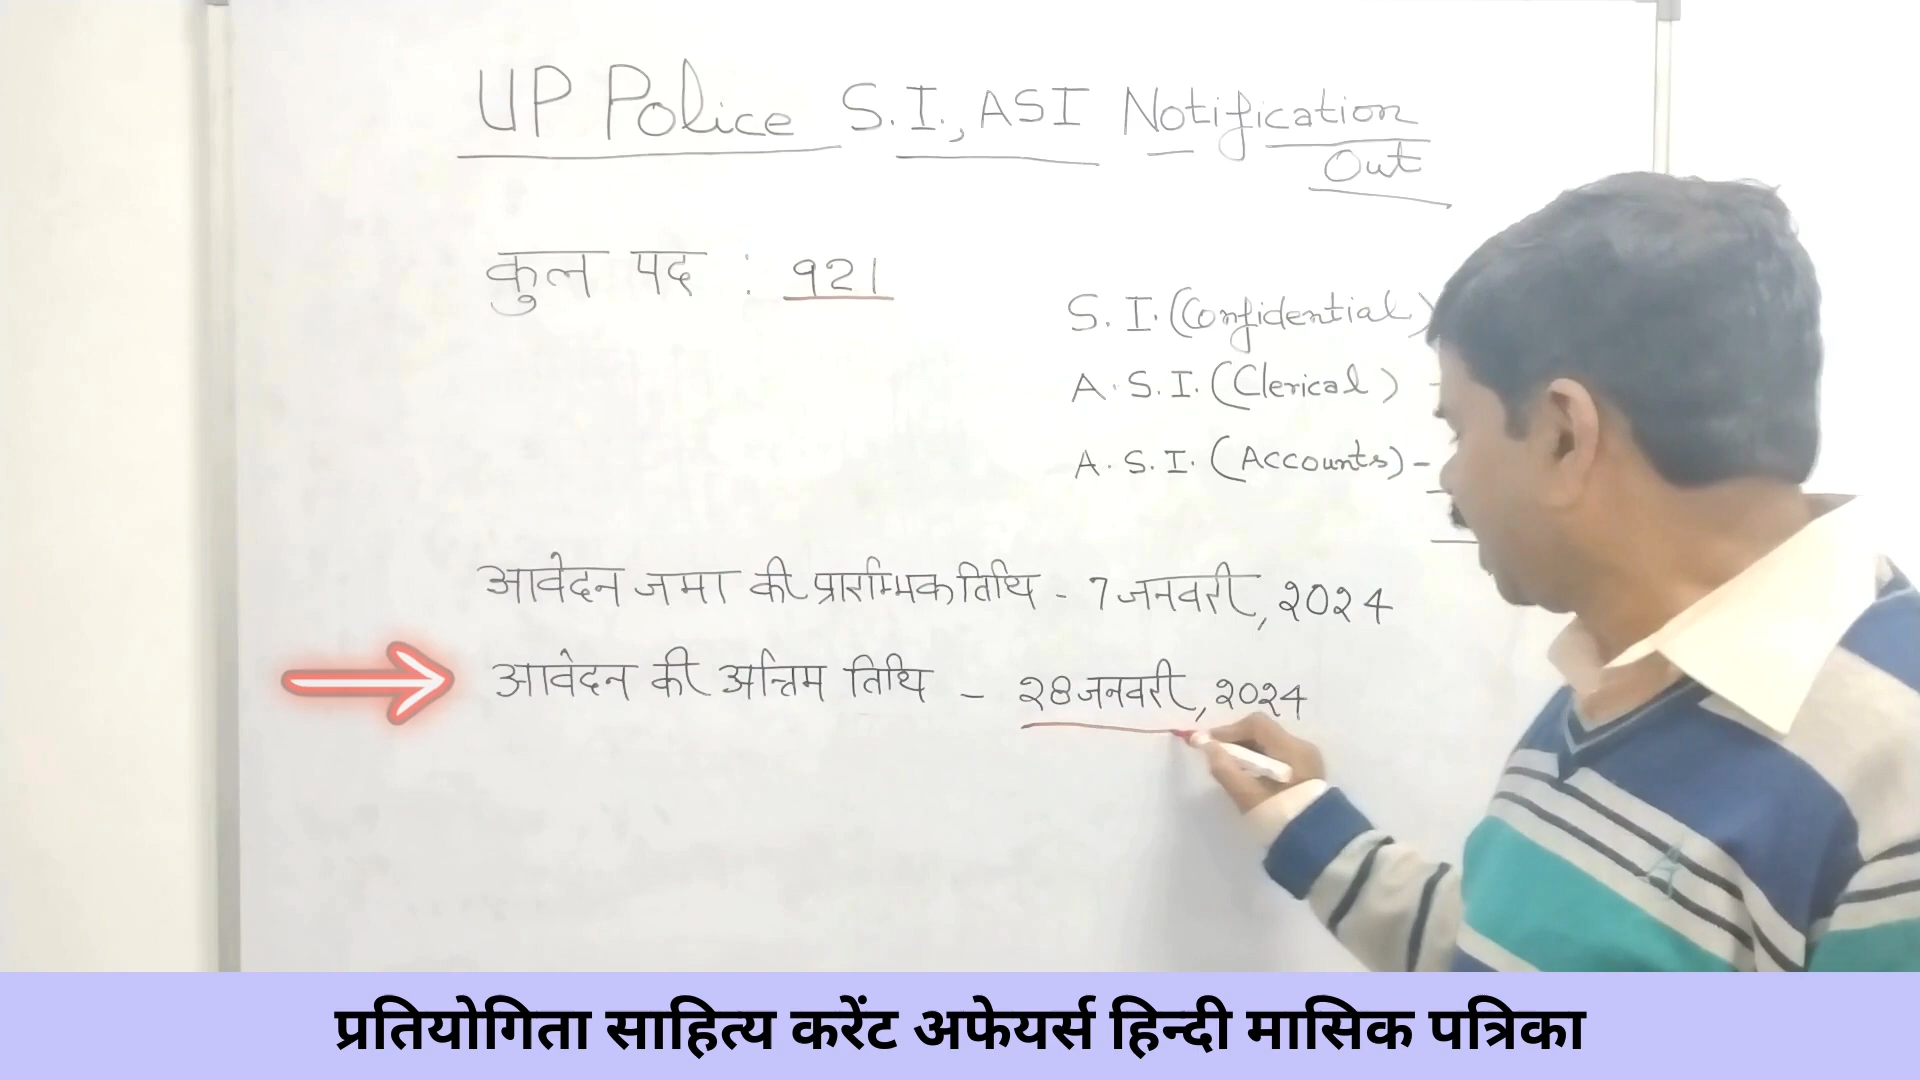 UP Police S.I., ASI Notification
Out
कुल पद : 921
S. I. (Confidential)
A. S. I. (Clerical) -
A. S. I. (Accounts) -
आवेदन जमा की प्रारम्भिक तिथि - 7 जनवरी, 2024
आवेदन की अन्तिम तिथि - 28 जनवरी, 2024
प्रतियोगिता साहित्य करेंट अफेयर्स हिन्दी मासिक पत्रिका